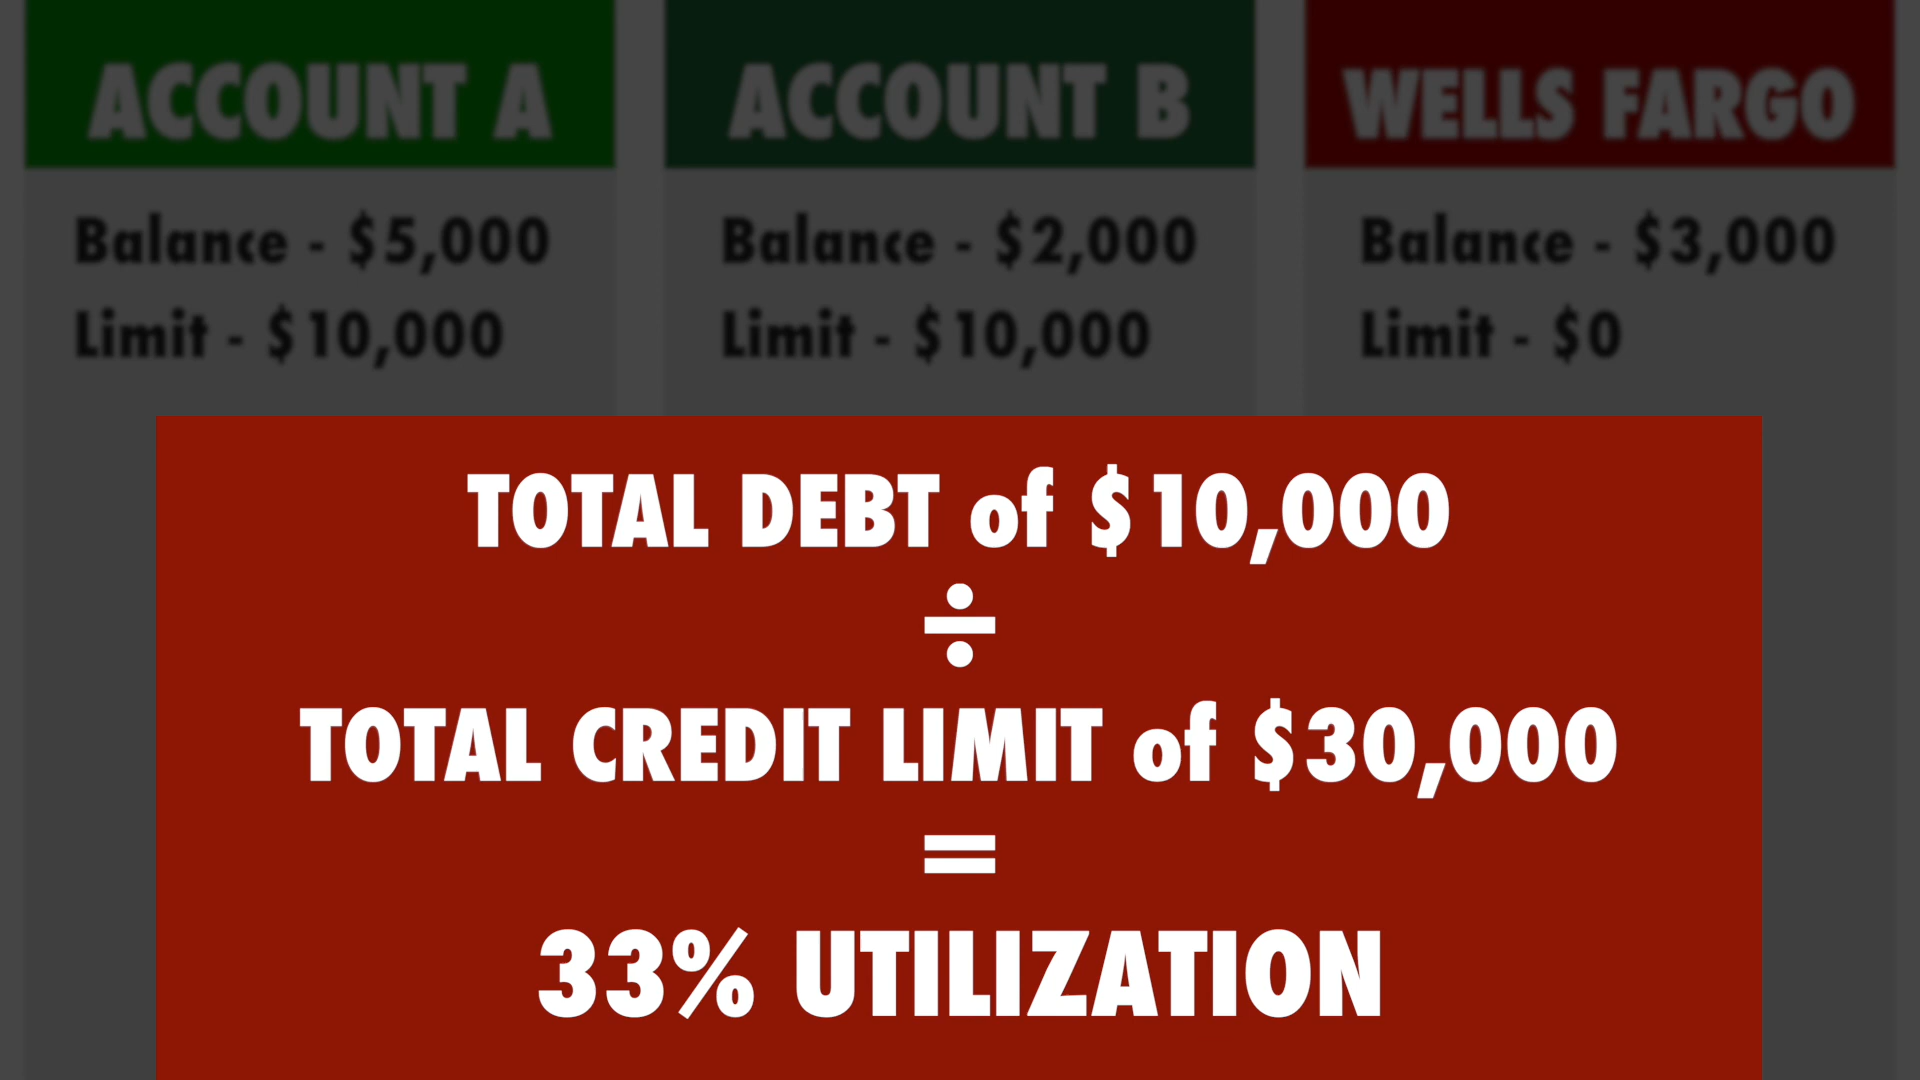 ACCOUNT A
Balance - $5,000
Limit - $10,000
ACCOUNT B
Balance - $2,000
Limit - $10,000
WELLS FARGO
Balance - $3,000
Limit - $0
TOTAL DEBT of $10,000
÷
TOTAL CREDIT LIMIT of $30,000
=
33% UTILIZATION